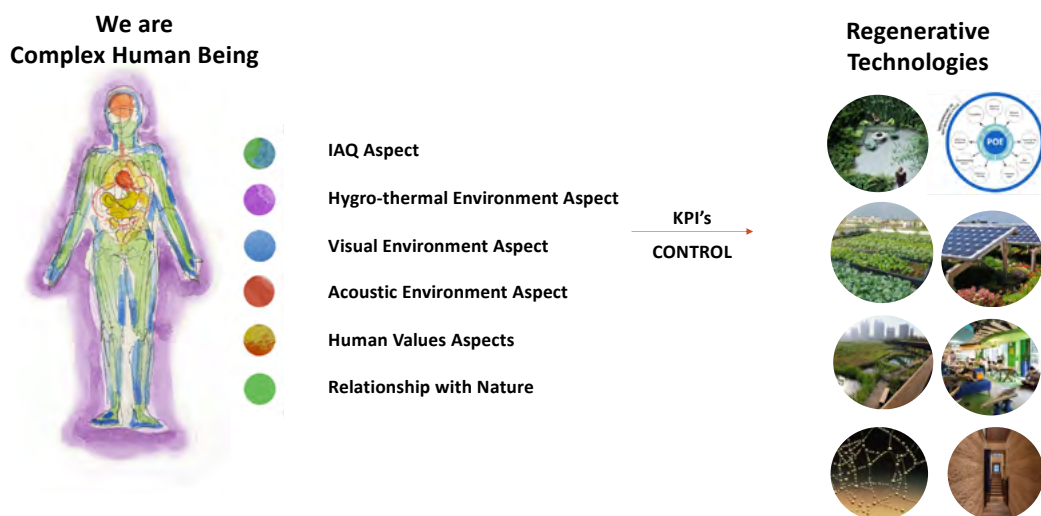 We are
Complex Human Being
IAQ Aspect
Hygro-thermal Environment Aspect
Visual Environment Aspect
Acoustic Environment Aspect
Human Values Aspects
Relationship with Nature
KPI's
CONTROL
Regenerative
Technologies
POE